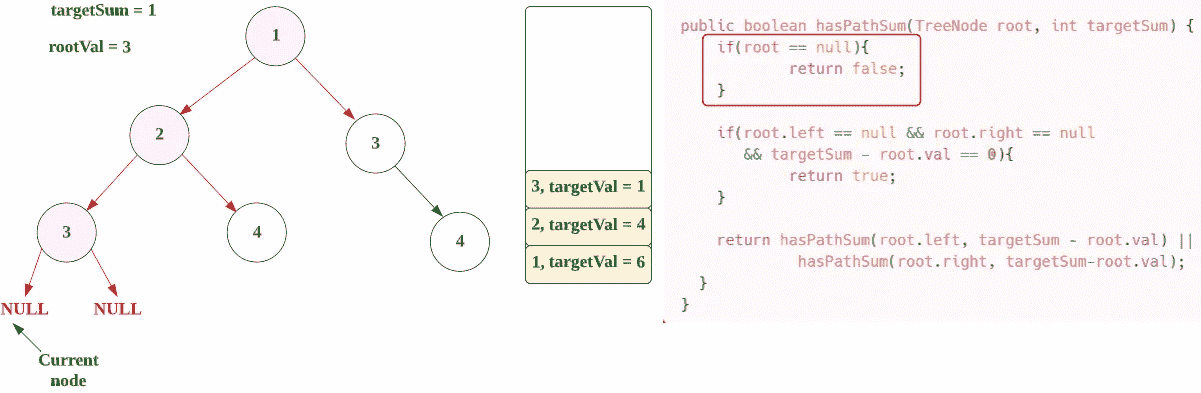 targetSum = 1
rootVal = 3
1
2
3
3
4
4
NULL
NULL
Current
node
3, targetVal = 1
2, targetVal = 4
1, targetVal = 6
public boolean hasPathSum(TreeNode root, int targetSum) {
if(root == null){
return false;
}
if(root.left == null && root.right == null
&& targetSum - root.val == 0){
return true;
}
return hasPathSum(root.left, targetSum - root.val) ||
hasPathSum(root.right, targetSum-root.val);
}
}